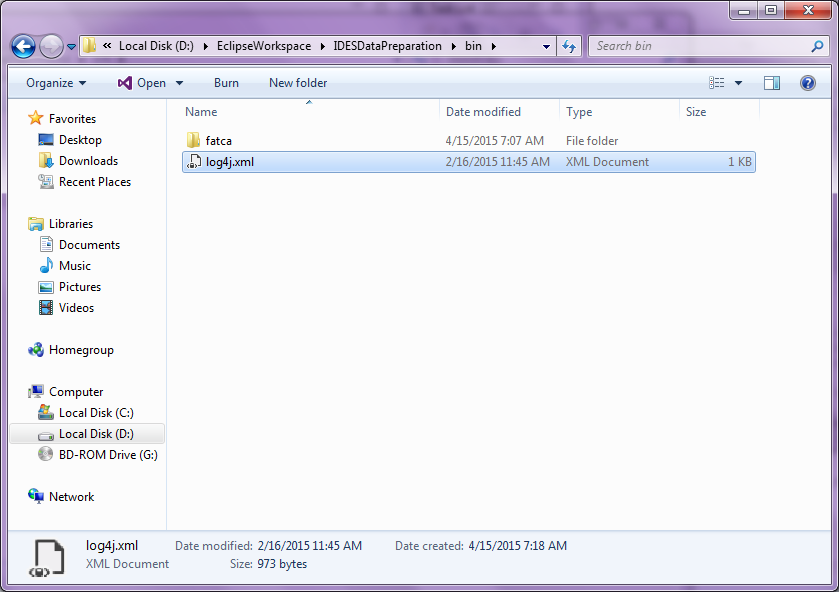 « Local Disk (D:) EclipseWorkspace IDESDataPreparation bin Search bin
Organize Open Burn New folder
Name Date modified Type Size
Favorites
Desktop
Downloads
Recent Places
Libraries
Documents
Music
Pictures
Videos
Homegroup
Computer
Local Disk (C:)
Local Disk (D:)
BD-ROM Drive (G:)
Network
fatca 4/15/2015 7:07 AM File folder
log4j.xml 2/16/2015 11:45 AM XML Document 1 KB
log4j.xml Date modified: 2/16/2015 11:45 AM Date created: 4/15/2015 7:18 AM
XML Document Size: 973 bytes